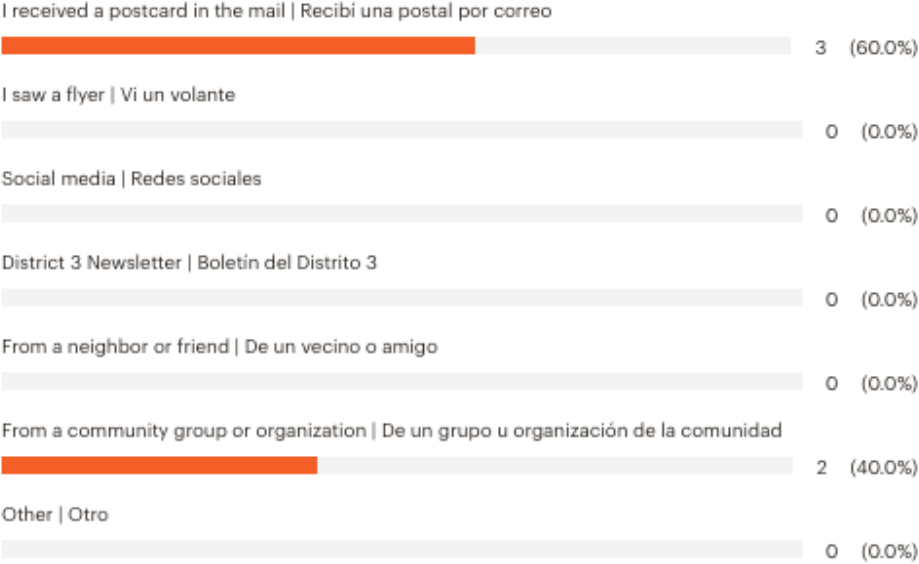 I received a postcard in the mail | Recibí una postal por correo
3 (60.0%)
I saw a flyer | Vi un volante
0 (0.0%)
Social media | Redes sociales
0 (0.0%)
District 3 Newsletter | Boletín del Distrito 3
0 (0.0%)
From a neighbor or friend | De un vecino o amigo
0 (0.0%)
From a community group or organization | De un grupo u organización de la comunidad
2 (40.0%)
Other | Otro
0 (0.0%)